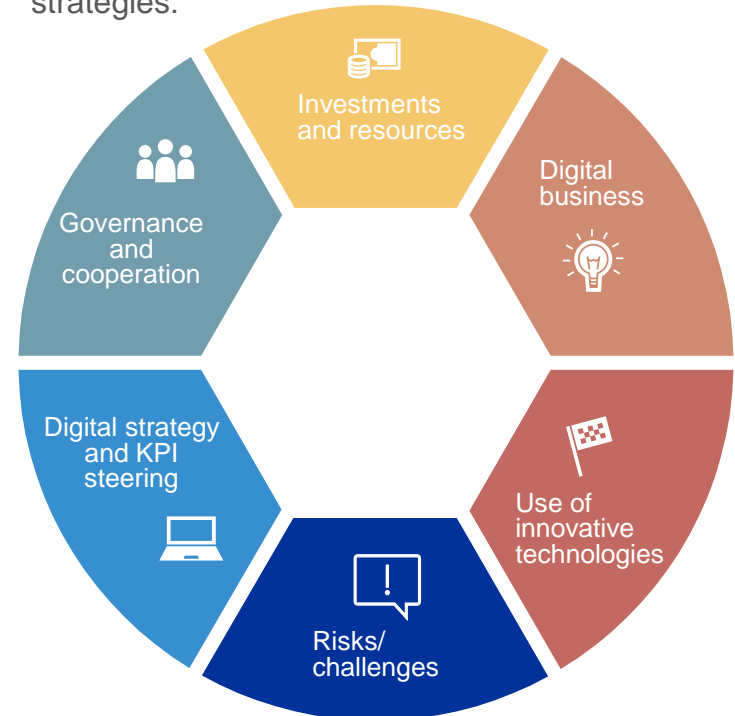 strategies.
Investments
and resources
Digital
business
Governance
and
cooperation
Digital strategy
and KPI
steering
Use of
innovative
technologies
Risks/
challenges